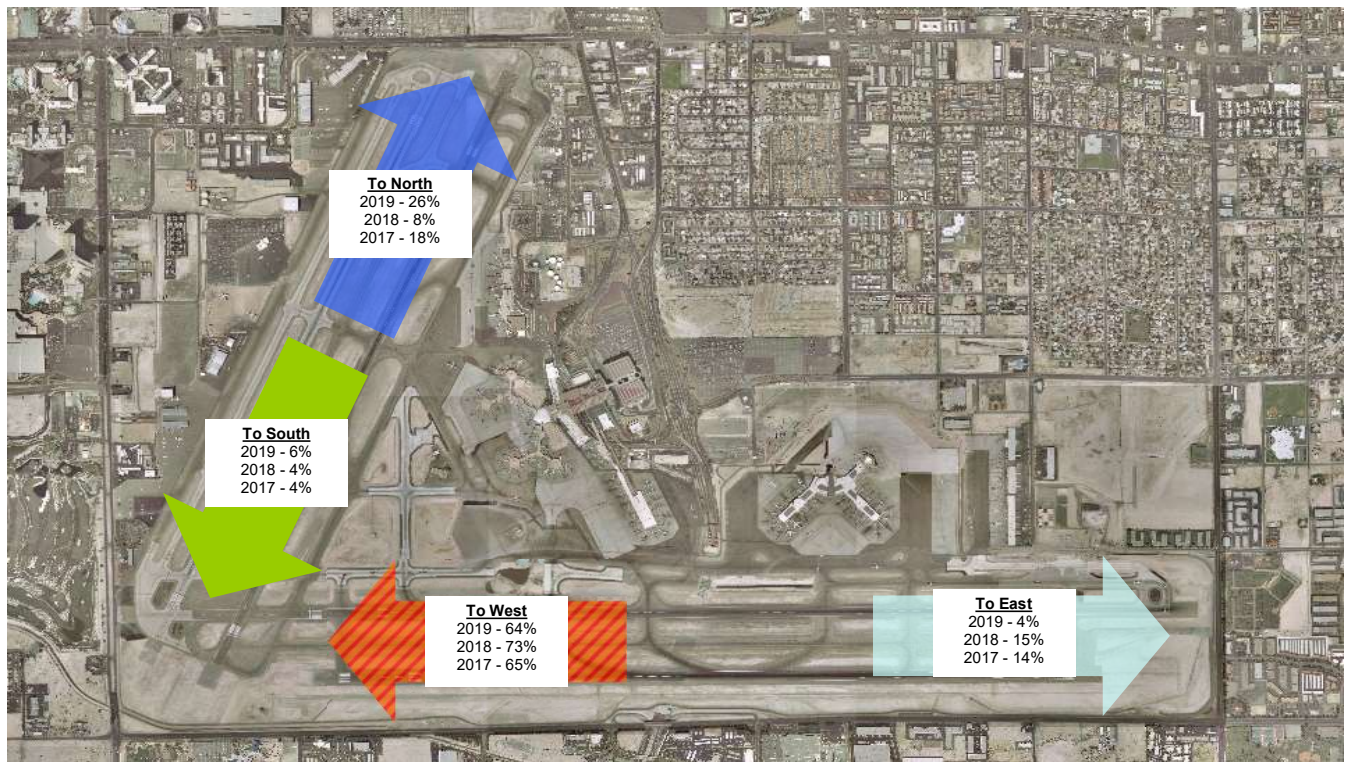 To North
2019 - 26%
2018 - 8%
2017 - 18%
To South
2019 - 6%
2018 - 4%
2017 - 4%
To West
2019 - 64%
2018 - 73%
2017 - 65%
To East
2019 - 4%
2018 - 15%
2017 - 14%